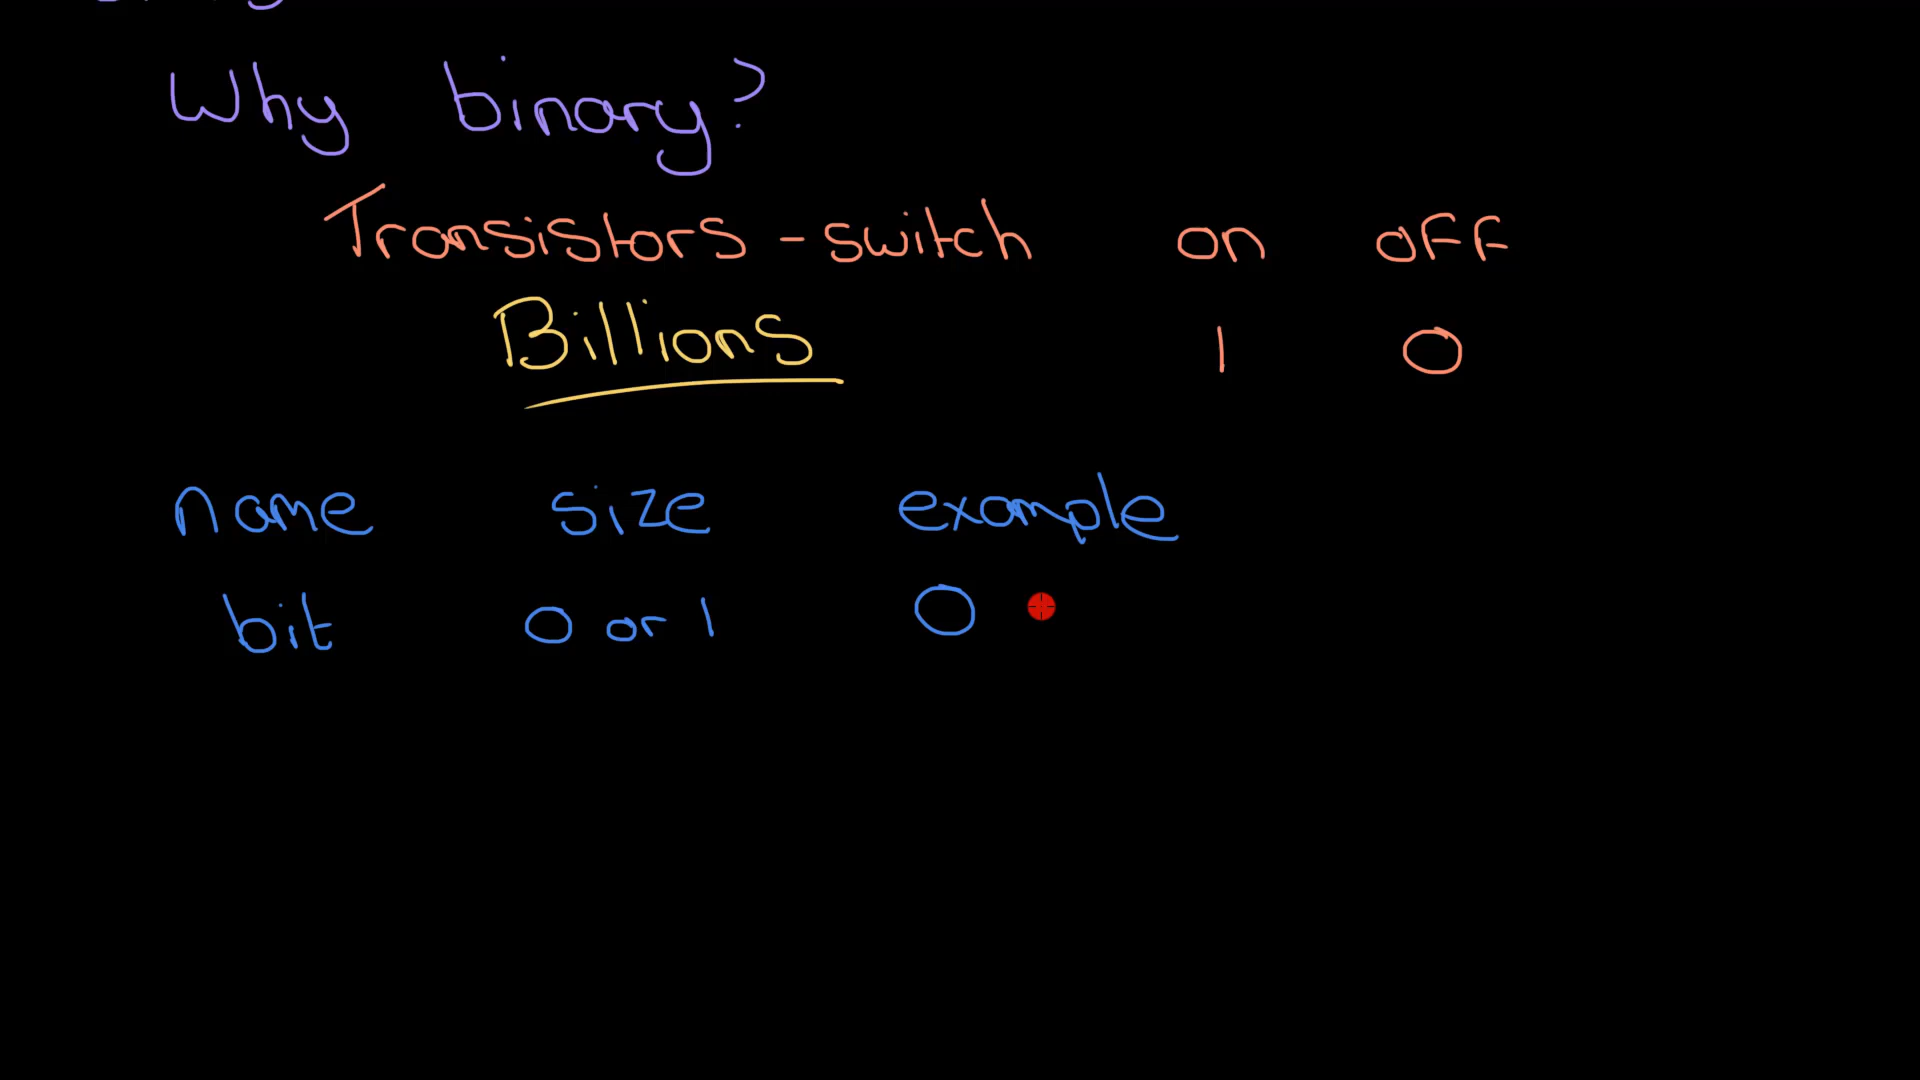 Why binary?
Transistors - switch on off
Billions 1 0
name size example
bit 0 or 1 0